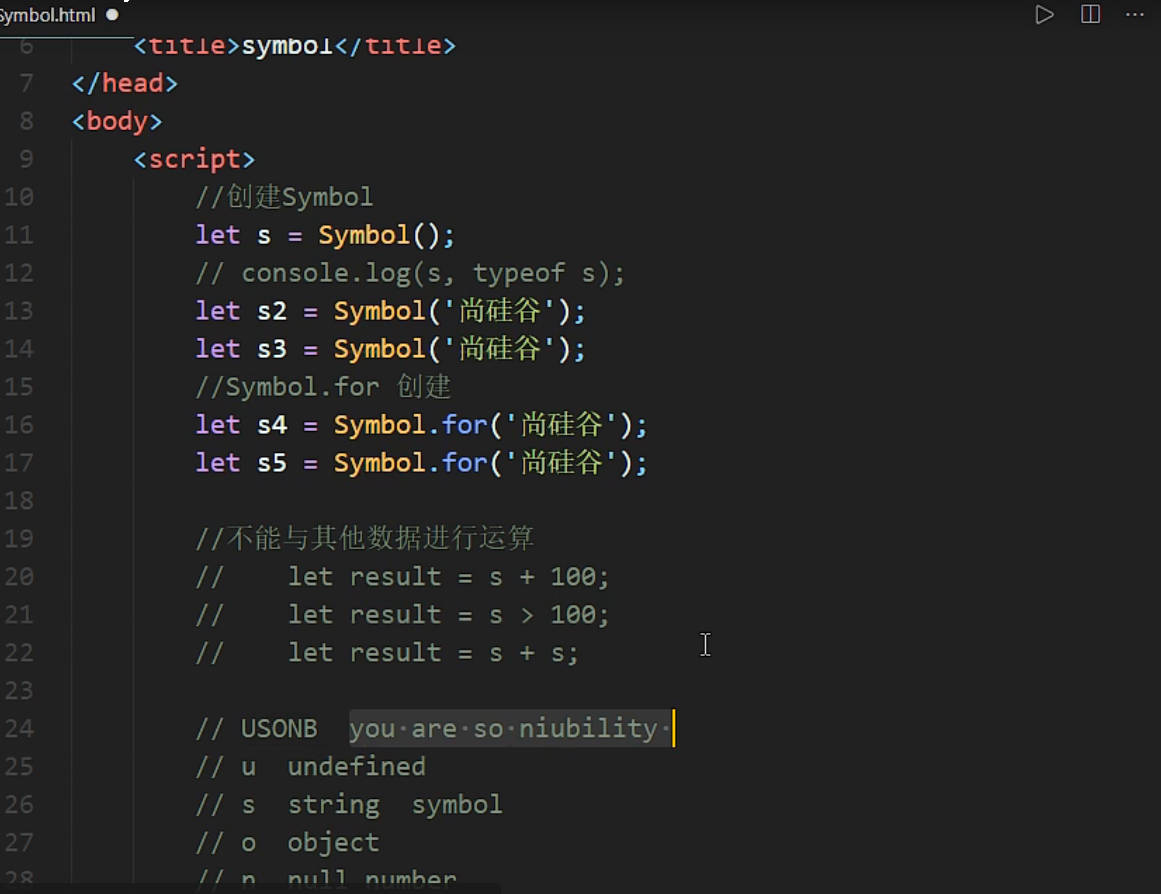 Symbol.html
6 <title>symbol</title>
7 </head>
8 <body>
9 <script>
10 //创建Symbol
11 let s = Symbol();
12 // console.log(s, typeof s);
13 let s2 = Symbol('尚硅谷');
14 let s3 = Symbol('尚硅谷');
15 //Symbol.for 创建
16 let s4 = Symbol.for('尚硅谷');
17 let s5 = Symbol.for('尚硅谷');
18
19 //不能与其他数据进行运算
20 // let result = s + 100;
21 // let result = s > 100;
22 // let result = s + s;
23
24 // USONB you are so niubility
25 // u undefined
26 // s string symbol
27 // o object
28 // n null number